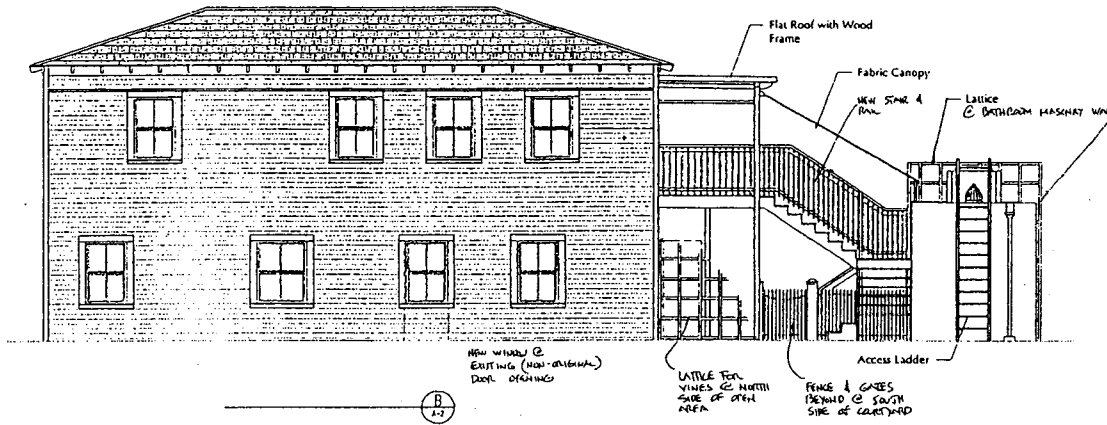 Flat Roof with Wood
Frame
Fabric Canopy
NEW STAIR &
RAIL
Lattice
@ BATHROOM MASONRY
NEW WINDOW @
EXISTING (NON-ORIGINAL)
DOOR OPENING
LATTICE FOR
VINES @ NORTH
SIDE OF OPEN
AREA
FENCE & GATES
BEYOND @ SOUTH
SIDE OF COURTYARD
Access Ladder
B
A-2